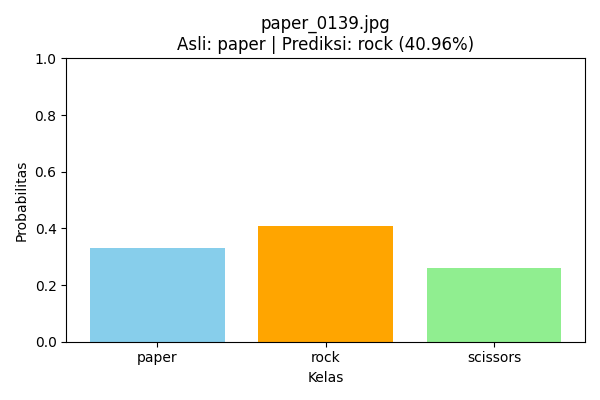 paper_0139.jpg
Asli: paper | Prediksi: rock (40.96%)
1.0
0.8
0.6
0.4
0.2
0.0
Probabilitas
paper rock scissors
Kelas